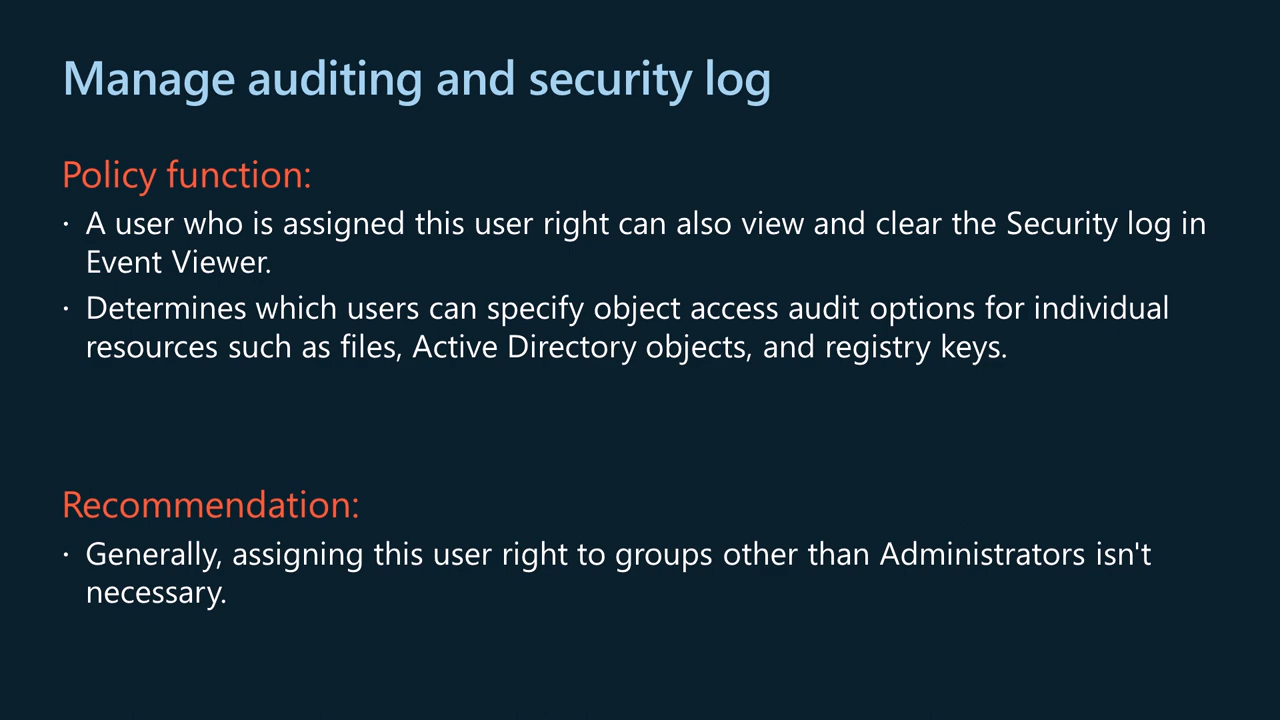 Manage auditing and security log
Policy function:
· A user who is assigned this user right can also view and clear the Security log in
Event Viewer.
· Determines which users can specify object access audit options for individual
resources such as files, Active Directory objects, and registry keys.
Recommendation:
· Generally, assigning this user right to groups other than Administrators isn't
necessary.